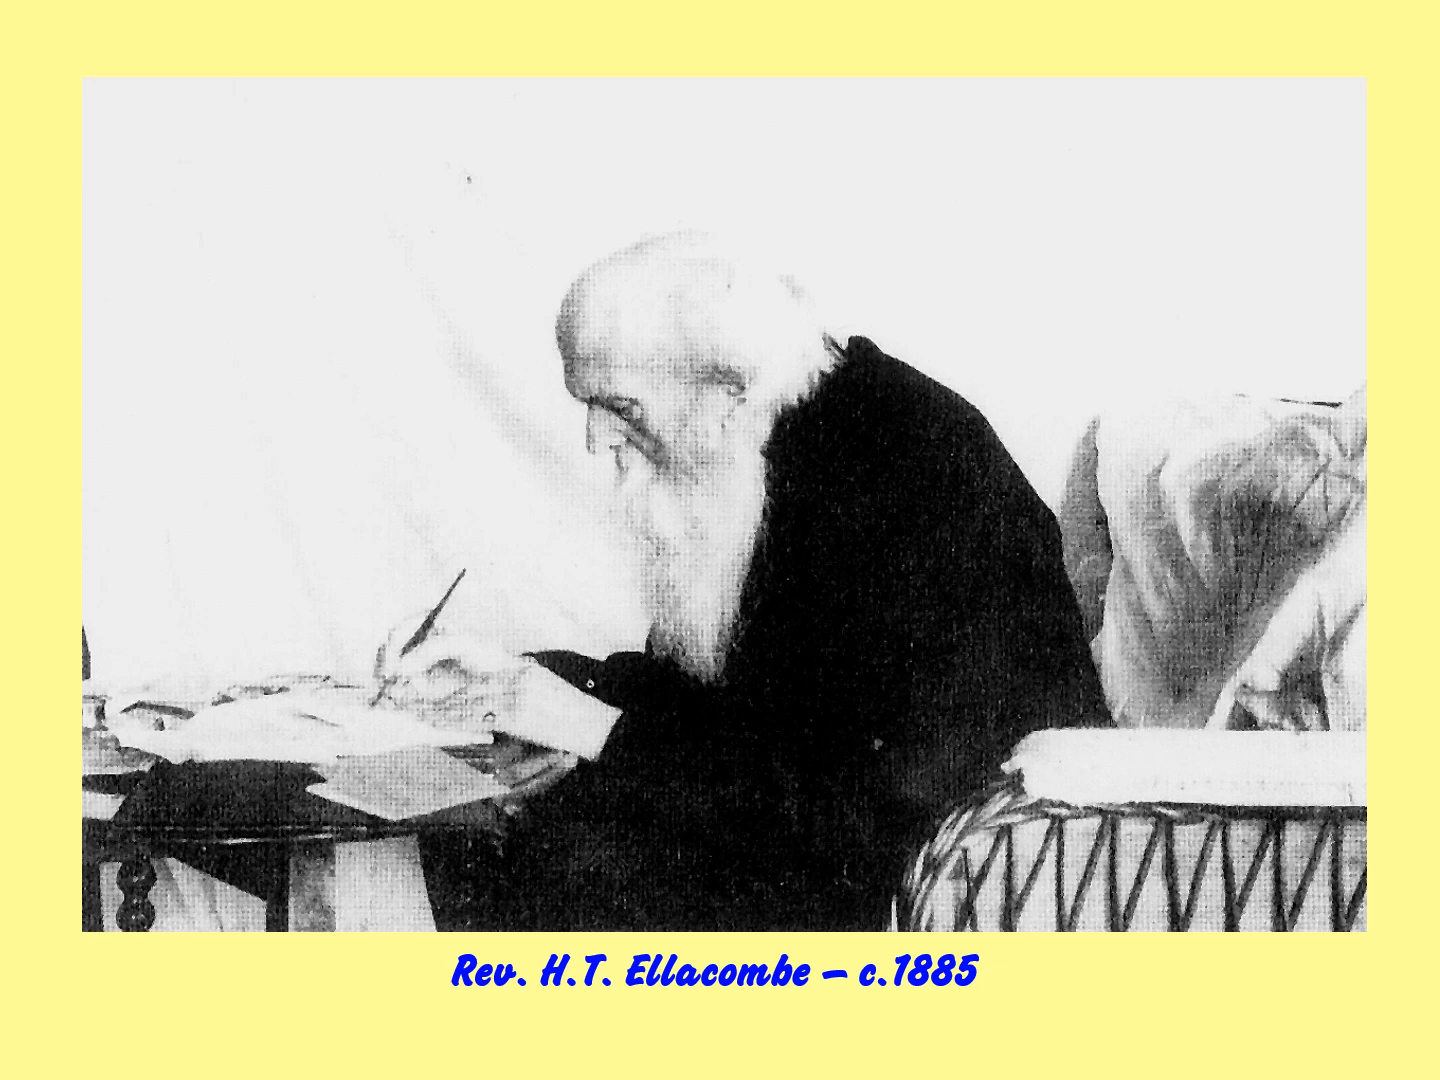 Rev. H.T. Ellacombe – c.1885